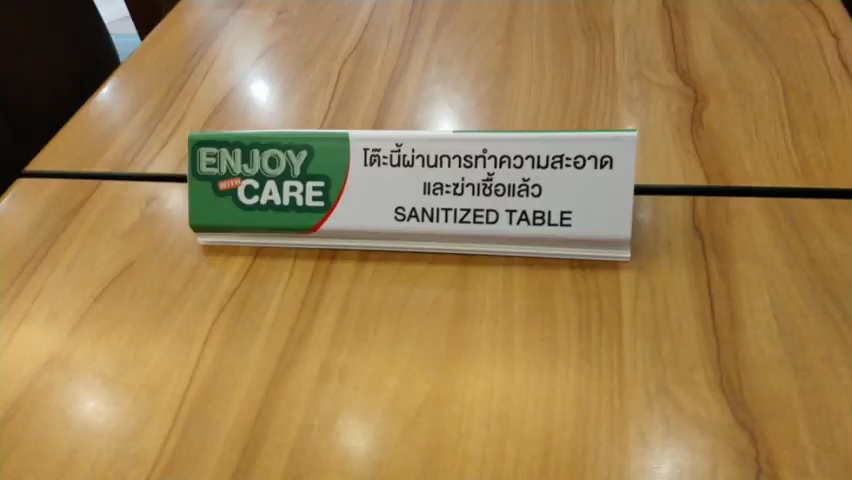 ENJOY
WITH
CARE
โต๊ะนี้ผ่านการทำความสะอาด
และฆ่าเชื้อแล้ว
SANITIZED TABLE